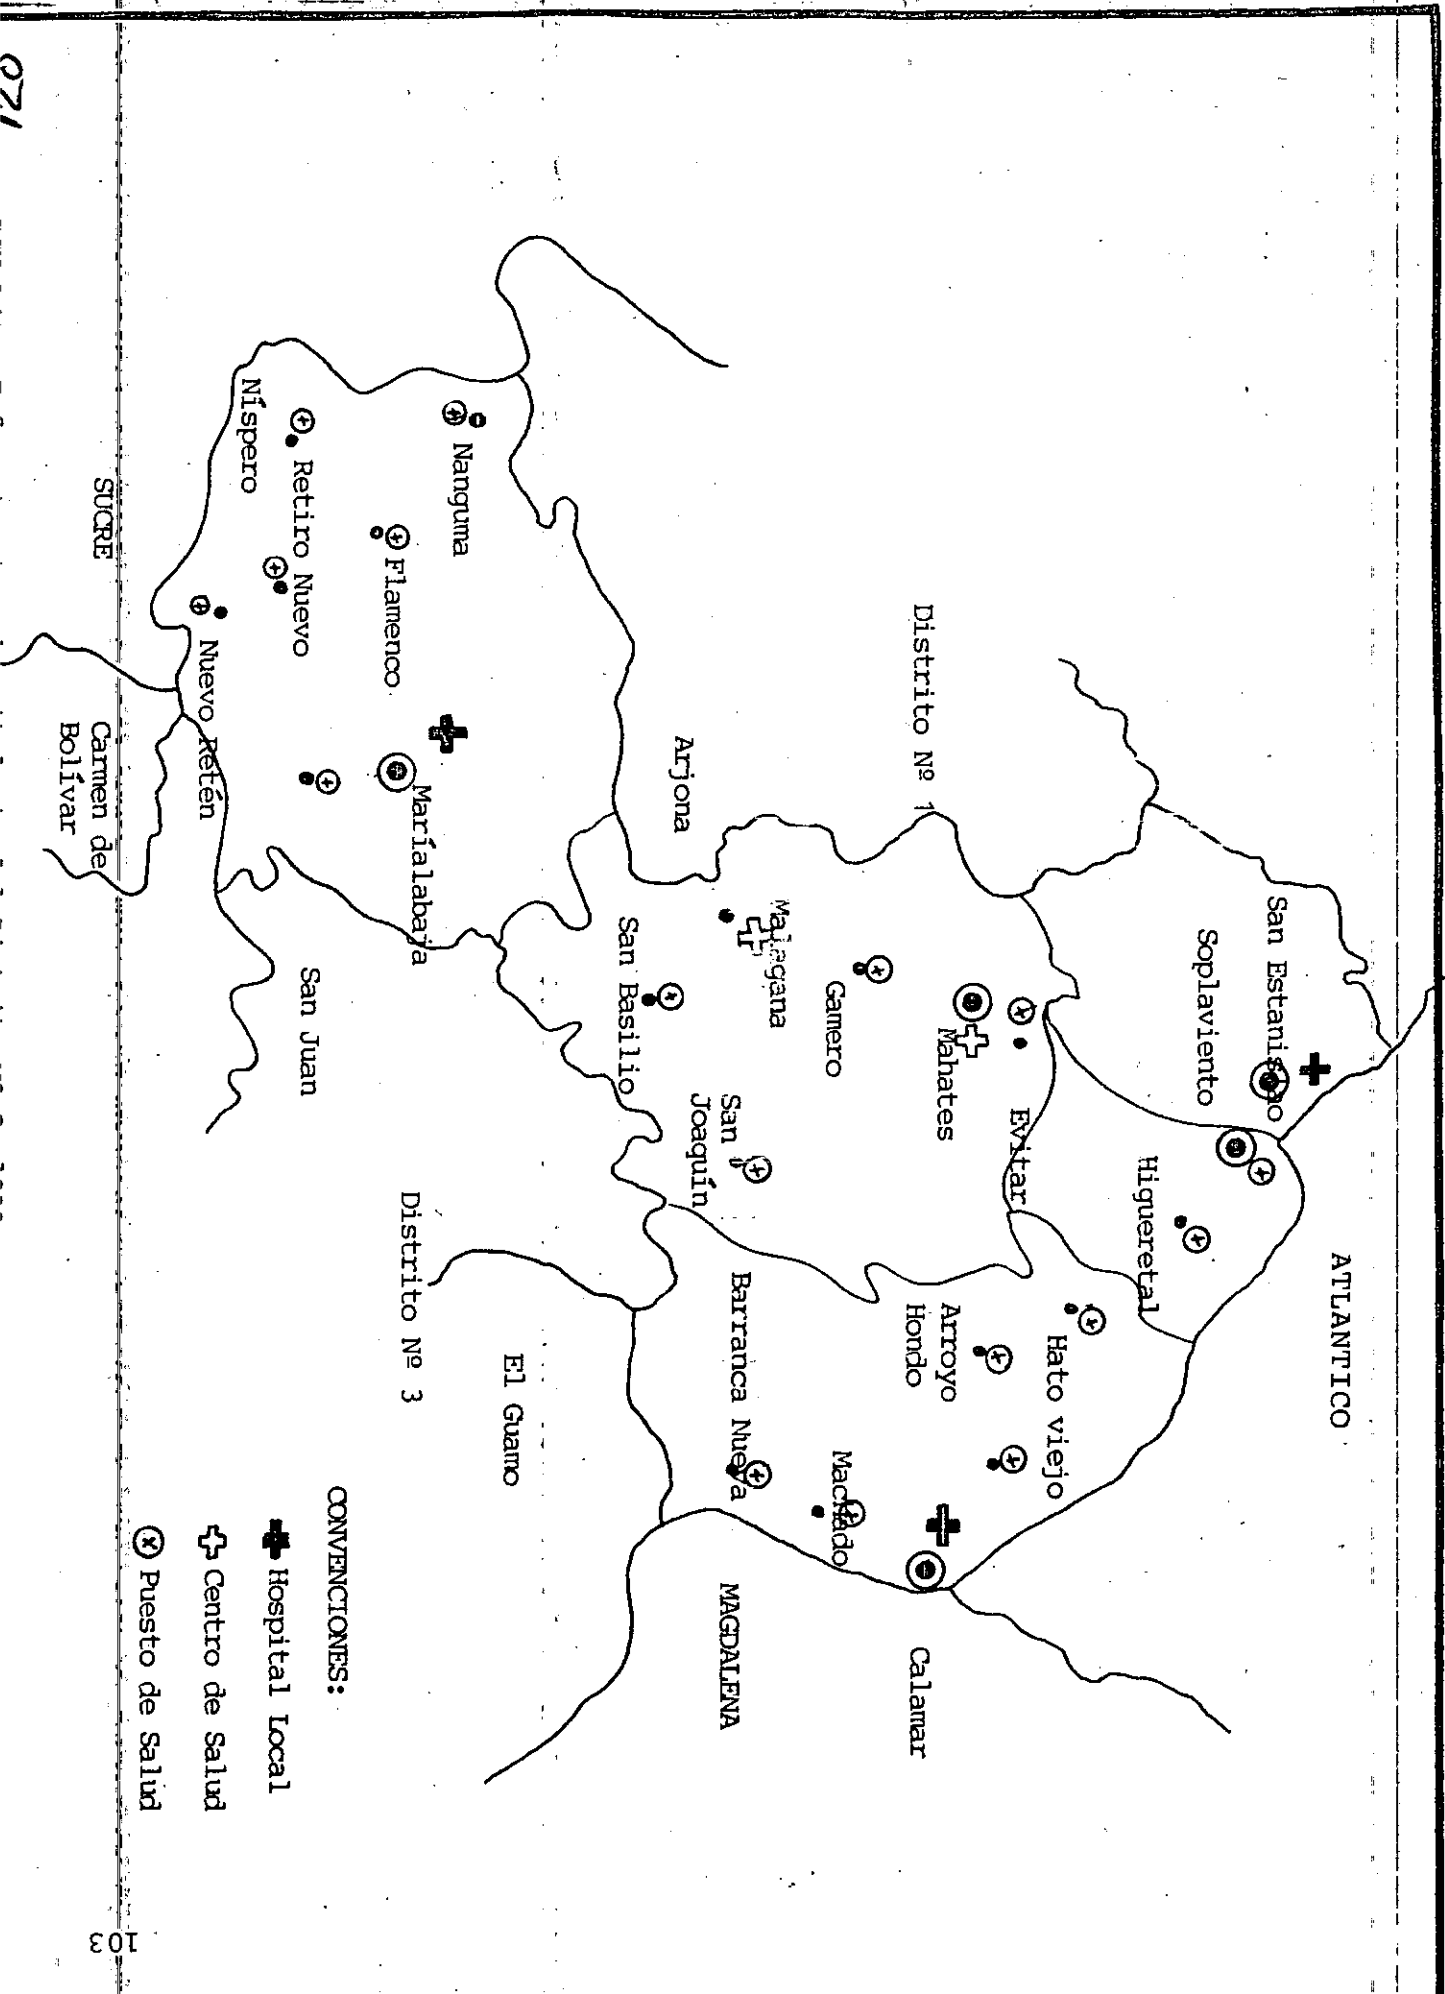 ATLANTICO
San Estanislao
Soplaviento
Higueretal
Hato viejo
Evitar
Arroyo
Hondo
Mahates
Distrito Nº 1
Calamar
Gamero
Machado
Malagana
Barranca Nueva
MAGDALENA
San
Joaquín
Arjona
San Basilio
El Guamo
Nanguma
Maríalabaja
Distrito Nº 3
Flamenco
San Juan
Retiro Nuevo
Níspero
Nuevo Retén
SUCRE
Carmen de
Bolívar
CONVENCIONES:
Hospital Local
Centro de Salud
Puesto de Salud
103